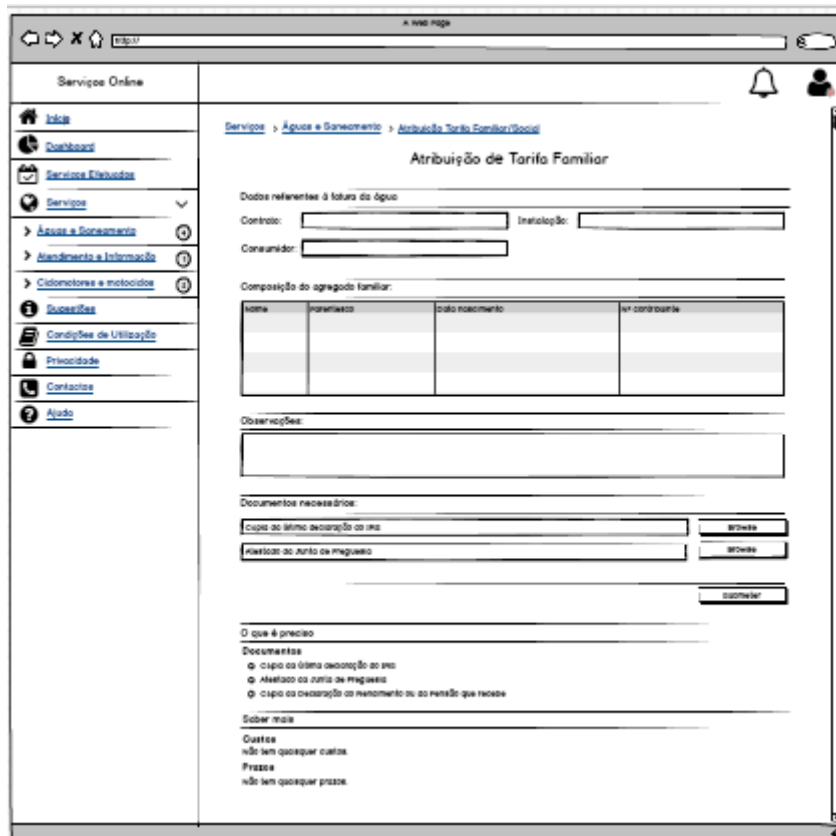 A Web Page
http://
Serviços Online
Início
Dashboard
Serviços Efetuados
Serviços
Águas e Saneamento
4
Atendimento e Informação
1
Ciclomotores e motociclos
Sugestões
Condições de Utilização
Privacidade
Contactos
Ajuda
Serviços > Águas e Saneamento > Atribuição Tarifa Familiar/Social
Atribuição de Tarifa Familiar
Dados referentes à fatura da água
Contrato: Instalação:
Consumidor:
Composição do agregado familiar:
Nome Parentesco Data nascimento Nº contribuinte
Observações:
Documentos necessários:
Cópia da última declaração do IRS Browse
Atestado da Junta de Freguesia Browse
Submeter
O que é preciso
Documentos
Cópia da última declaração do IRS
Atestado da Junta de Freguesia
Cópia da Declaração do Rendimento ou da Pensão que recebe
Saber mais
Custos
Não tem quaisquer custos.
Prazos
Não tem quaisquer prazos.